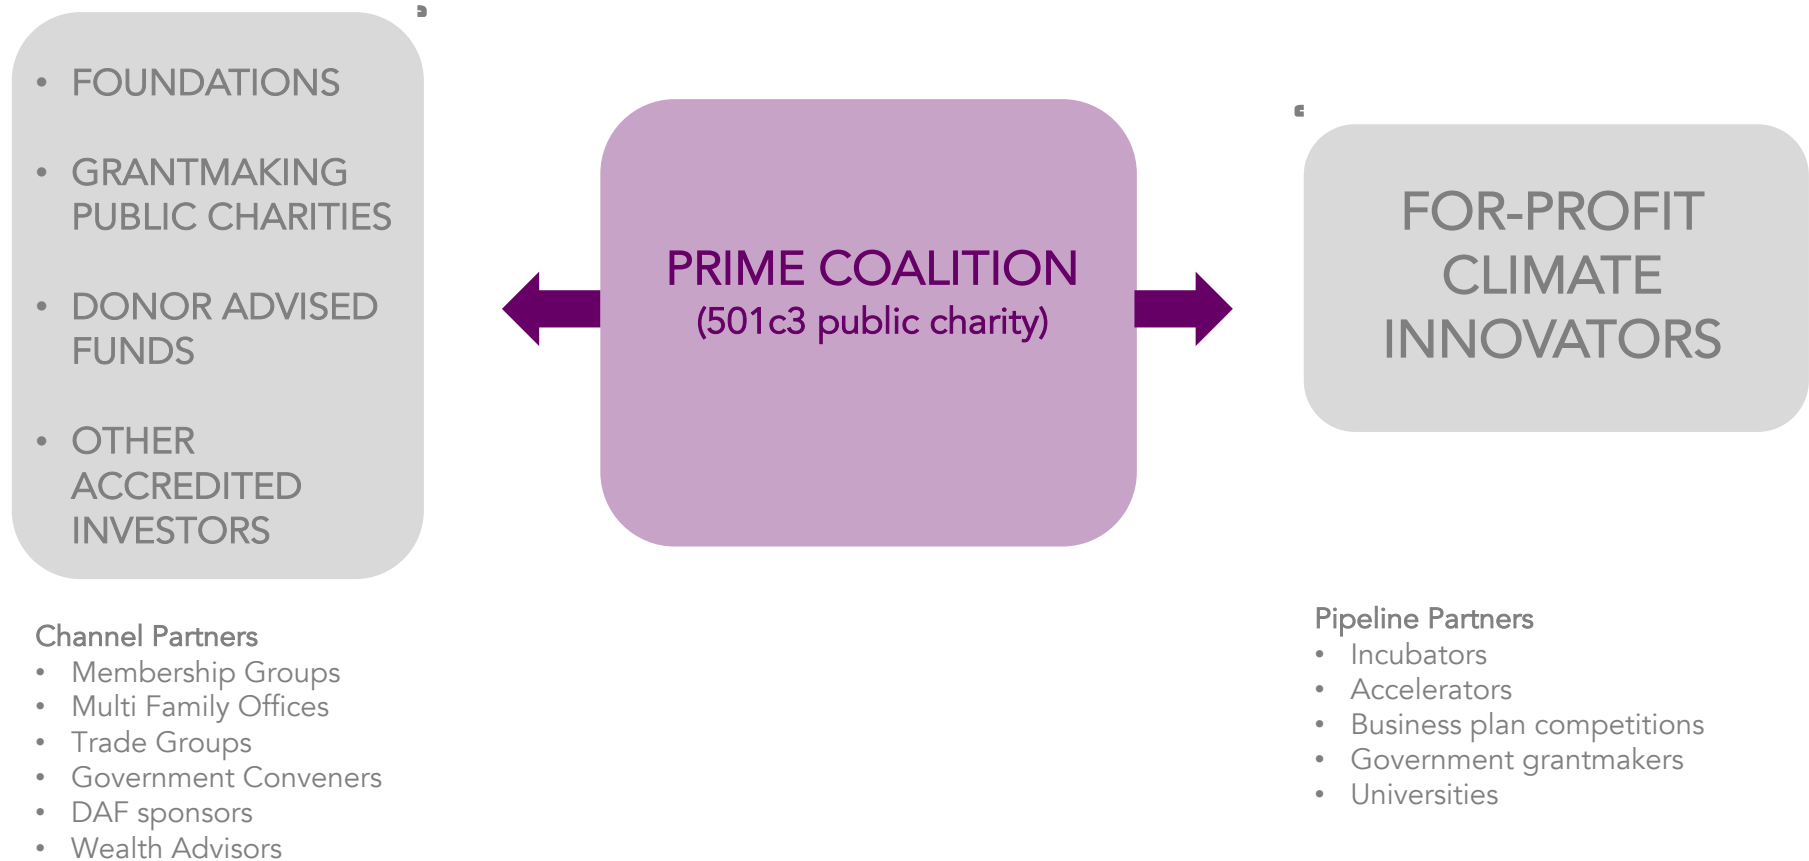 • FOUNDATIONS
• GRANTMAKING
PUBLIC CHARITIES
• DONOR ADVISED
FUNDS
• OTHER
ACCREDITED
INVESTORS
PRIME COALITION
(501c3 public charity)
FOR-PROFIT
CLIMATE
INNOVATORS
Channel Partners
• Membership Groups
• Multi Family Offices
• Trade Groups
• Government Conveners
• DAF sponsors
• Wealth Advisors
Pipeline Partners
• Incubators
• Accelerators
• Business plan competitions
• Government grantmakers
• Universities